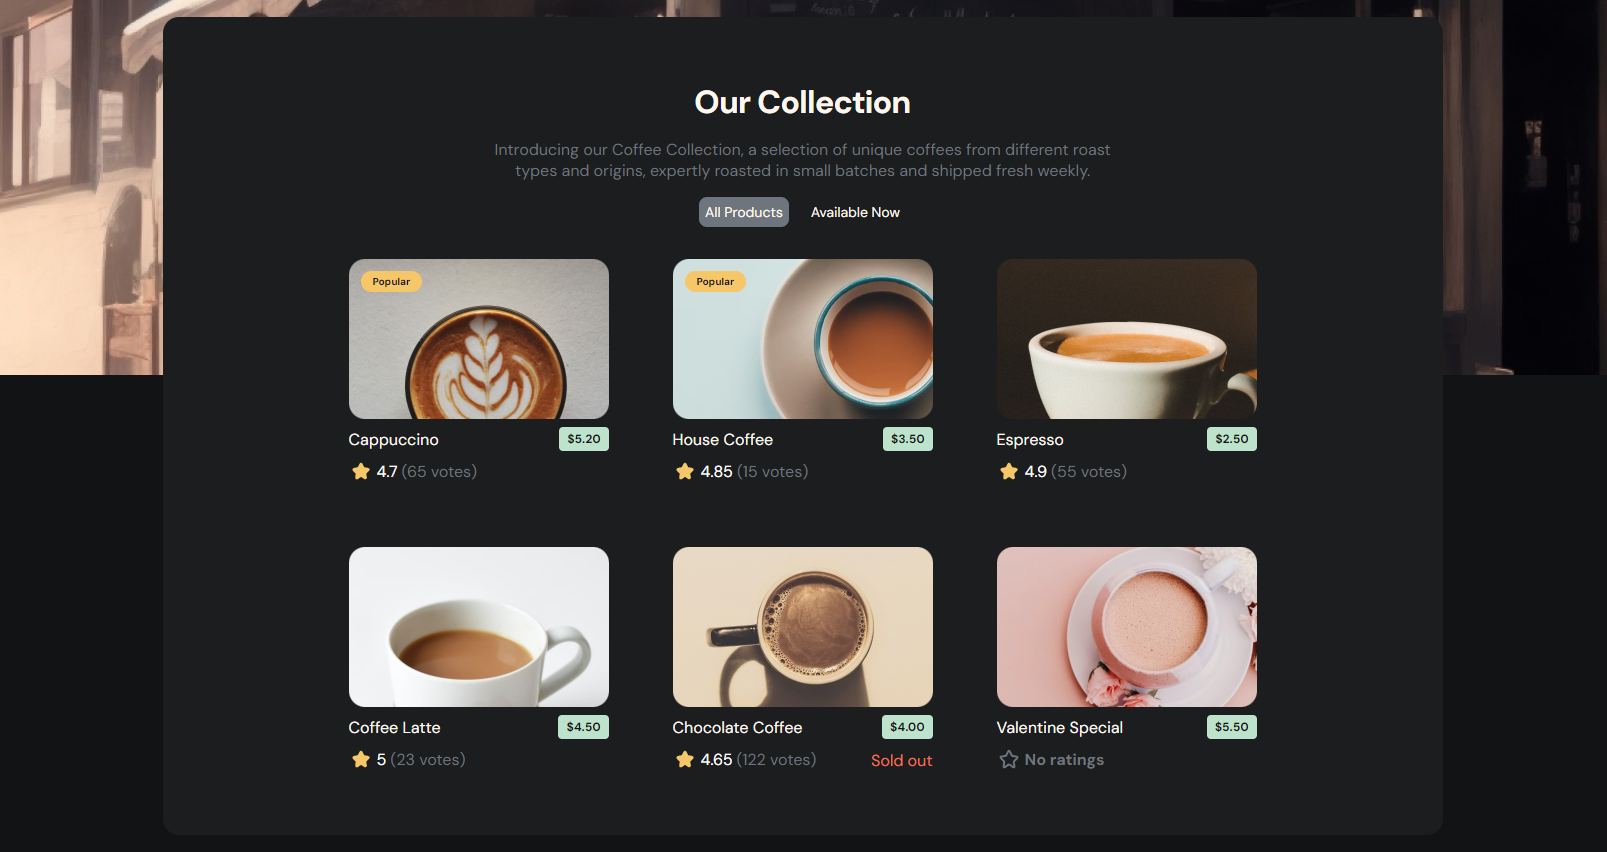 Our Collection
Introducing our Coffee Collection, a selection of unique coffees from different roast
types and origins, expertly roasted in small batches and shipped fresh weekly.
All Products
Available Now
Popular
Popular
Cappuccino
$5.20
4.7 (65 votes)
House Coffee
$3.50
4.85 (15 votes)
Espresso
$2.50
4.9 (55 votes)
Coffee Latte
$4.50
5 (23 votes)
Chocolate Coffee
$4.00
4.65 (122 votes)
Sold out
Valentine Special
$5.50
No ratings